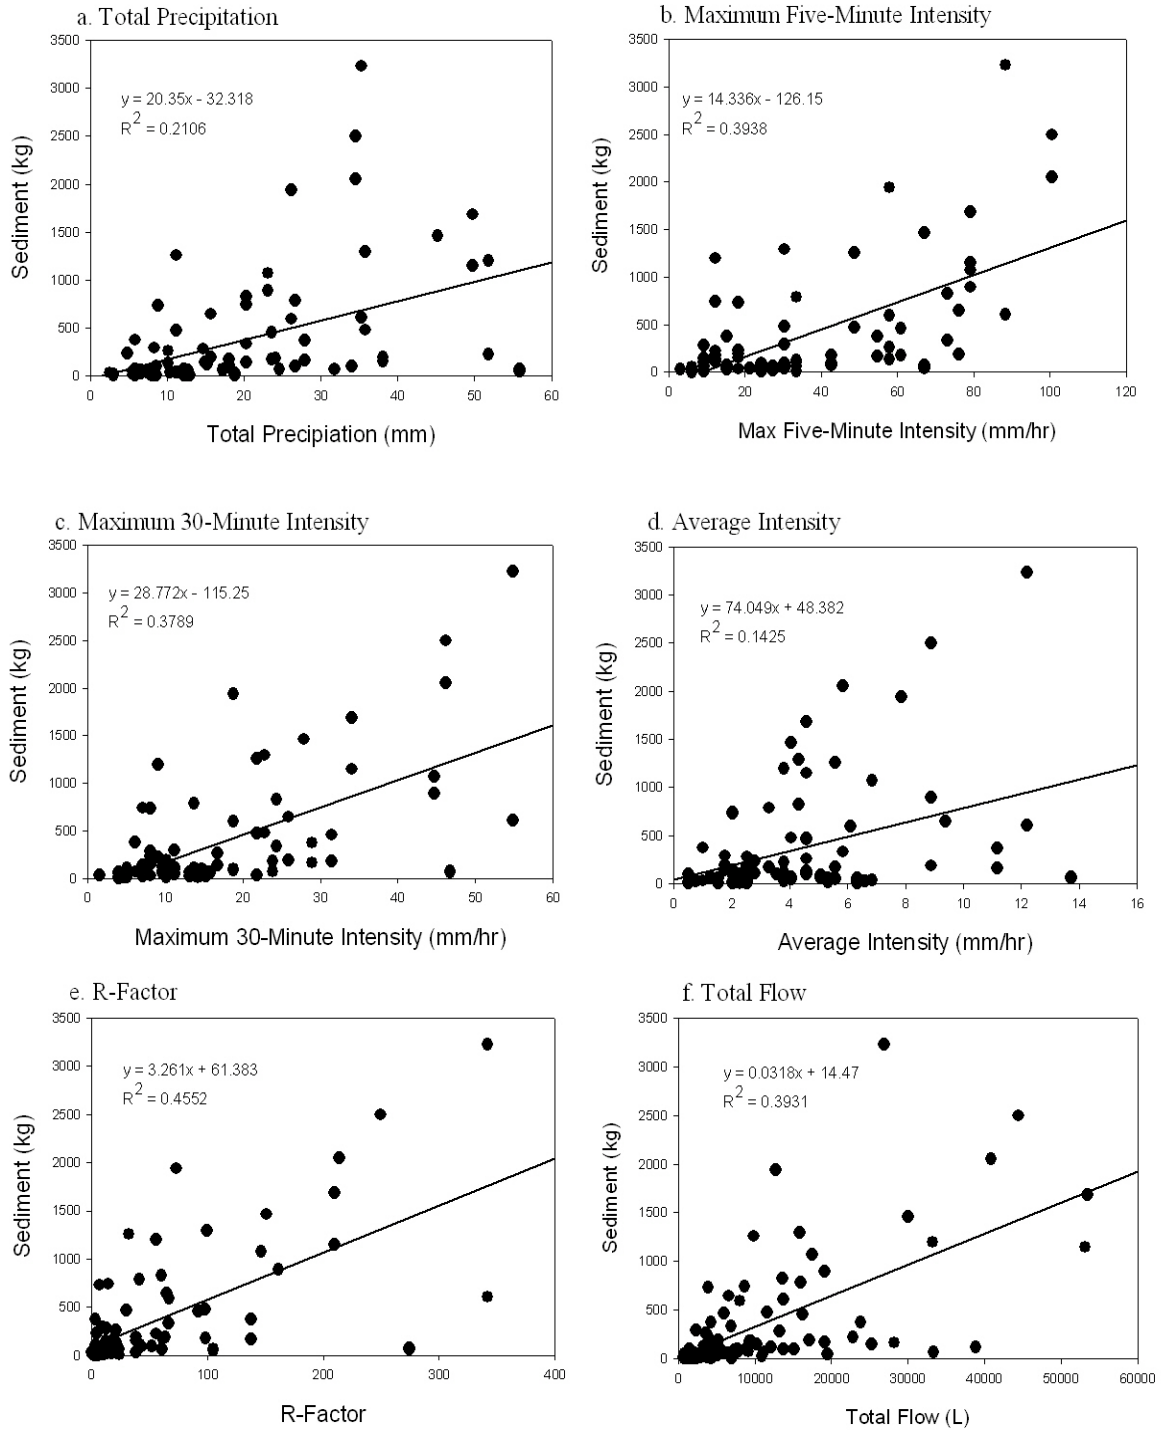 a. Total Precipitation
3500
3000
2500
2000
1500
1000
500
0
Sediment (kg)
y = 20.35x - 32.318
R2 = 0.2106
0 10 20 30 40 50 60
Total Precipiation (mm)
b. Maximum Five-Minute Intensity
3500
3000
2500
2000
1500
1000
500
0
Sediment (kg)
y = 14.336x - 126.15
R2 = 0.3938
0 20 40 60 80 100 120
Max Five-Minute Intensity (mm/hr)
c. Maximum 30-Minute Intensity
3500
3000
2500
2000
1500
1000
500
0
Sediment (kg)
y = 28.772x - 115.25
R2 = 0.3789
0 10 20 30 40 50 60
Maximum 30-Minute Intensity (mm/hr)
d. Average Intensity
3500
3000
2500
2000
1500
1000
500
0
Sediment (kg)
y = 74.049x + 48.382
R2 = 0.1425
0 2 4 6 8 10 12 14 16
Average Intensity (mm/hr)
e. R-Factor
3500
3000
2500
2000
1500
1000
500
0
Sediment (kg)
y = 3.261x + 61.383
R2 = 0.4552
0 100 200 300 400
R-Factor
f. Total Flow
3500
3000
2500
2000
1500
1000
500
0
Sediment (kg)
y = 0.0318x + 14.47
R2 = 0.3931
0 10000 20000 30000 40000 50000 60000
Total Flow (L)